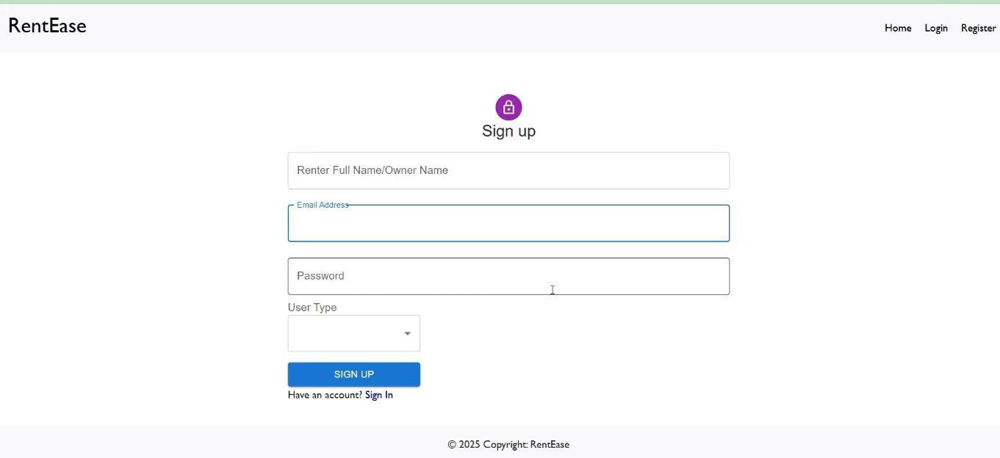 RentEase
Home Login Register
Sign up
Renter Full Name/Owner Name
Email Address
Password
User Type
SIGN UP
Have an account? Sign In
© 2025 Copyright: RentEase